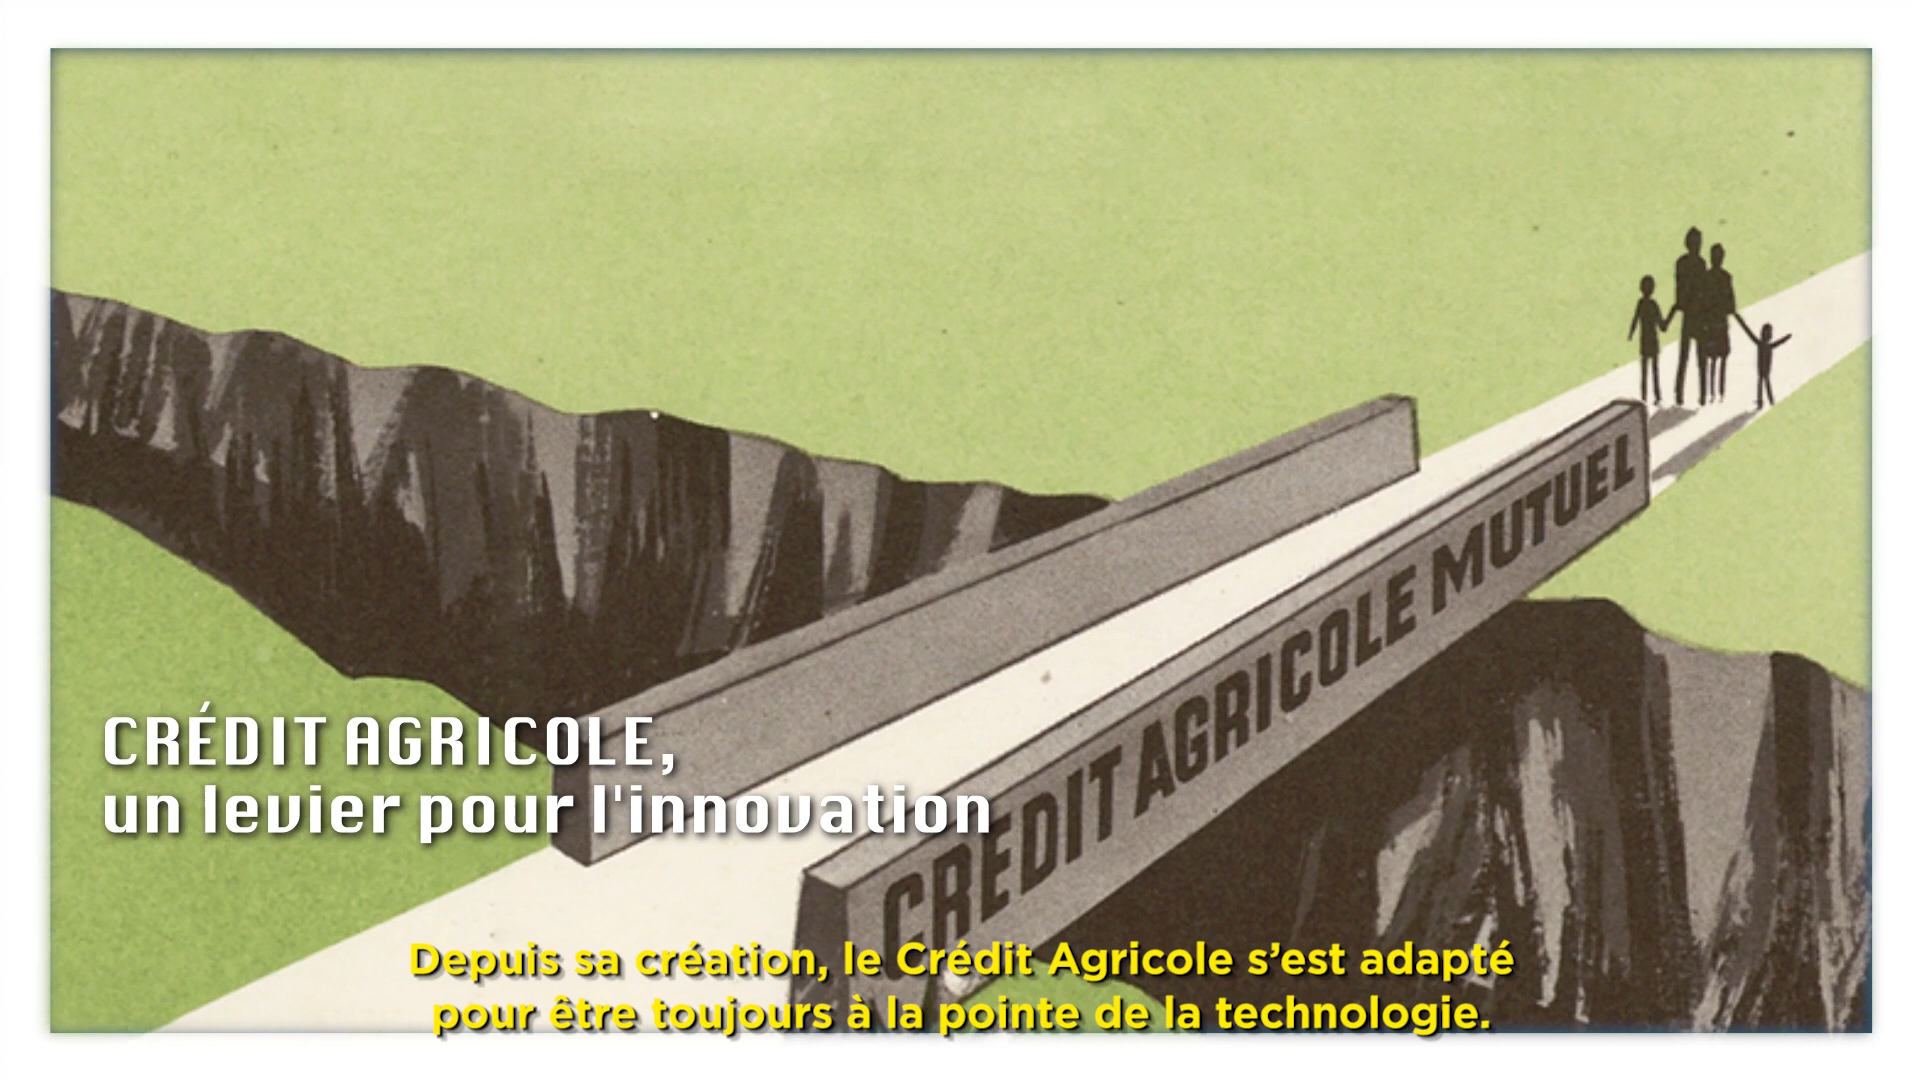 CRÉDIT AGRICOLE MUTUEL
CRÉDIT AGRICOLE,
un levier pour l'innovation
Depuis sa création, le Crédit Agricole s’est adapté
pour être toujours à la pointe de la technologie.